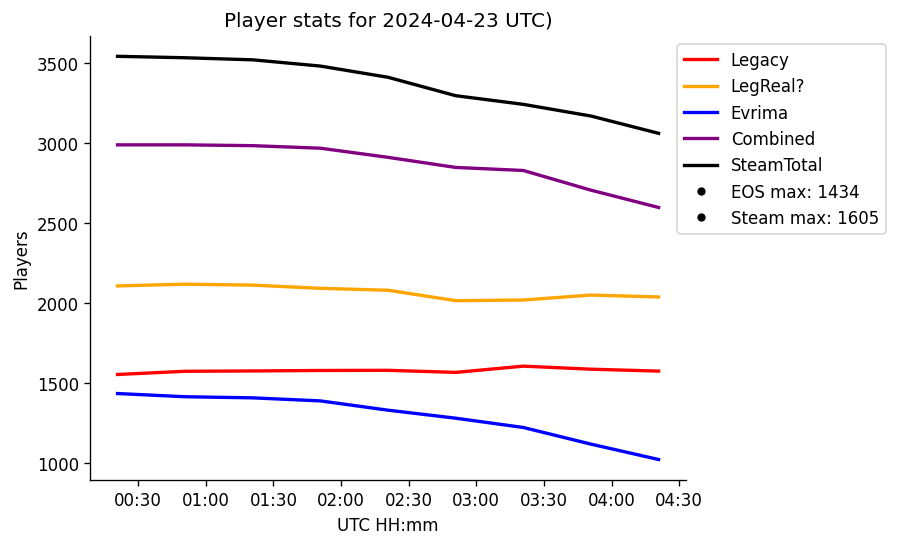 Player stats for 2024-04-23 UTC)
Legacy
LegReal?
Evrima
Combined
SteamTotal
EOS max: 1434
Steam max: 1605
3500
3000
2500
2000
1500
1000
Players
00:30 01:00 01:30 02:00 02:30 03:00 03:30 04:00 04:30
UTC HH:mm